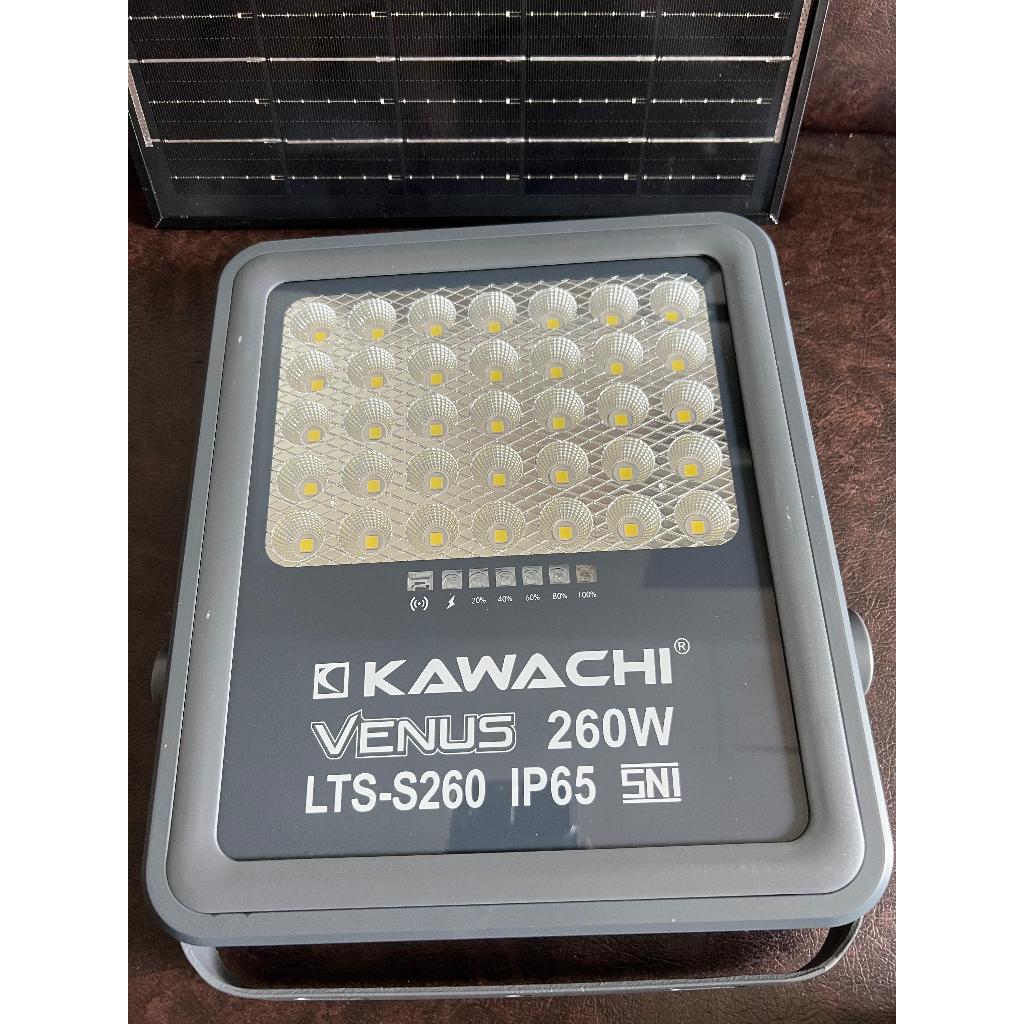 20% 40% 60% 80% 100%
KAWACHI®
VENUS 260W
LTS-S260 IP65 SNI